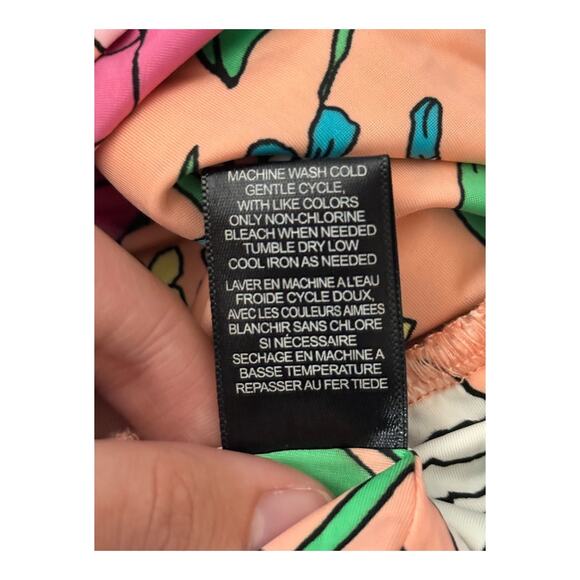 MACHINE WASH COLD
GENTLE CYCLE,
WITH LIKE COLORS
ONLY NON-CHLORINE
BLEACH WHEN NEEDED
TUMBLE DRY LOW
COOL IRON AS NEEDED
LAVER EN MACHINE A L'EAU
FROIDE CYCLE DOUX,
AVEC LES COULEURS AIMEES
BLANCHIR SANS CHLORE
SI NÉCESSAIRE
SECHAGE EN MACHINE A
BASSE TEMPERATURE
REPASSER AU FER TIEDE